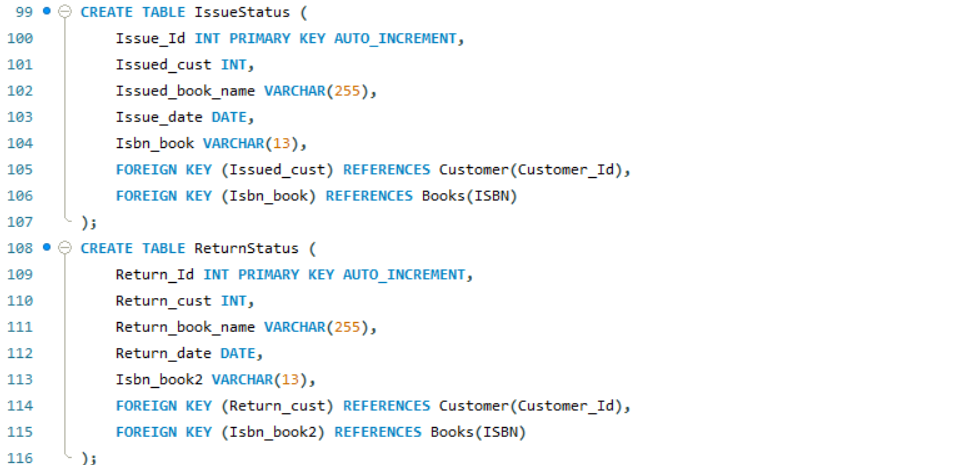 99 CREATE TABLE IssueStatus (
100 Issue_Id INT PRIMARY KEY AUTO_INCREMENT,
101 Issued_cust INT,
102 Issued_book_name VARCHAR(255),
103 Issue_date DATE,
104 Isbn_book VARCHAR(13),
105 FOREIGN KEY (Issued_cust) REFERENCES Customer(Customer_Id),
106 FOREIGN KEY (Isbn_book) REFERENCES Books(ISBN)
107 );
108 CREATE TABLE ReturnStatus (
109 Return_Id INT PRIMARY KEY AUTO_INCREMENT,
110 Return_cust INT,
111 Return_book_name VARCHAR(255),
112 Return_date DATE,
113 Isbn_book2 VARCHAR(13),
114 FOREIGN KEY (Return_cust) REFERENCES Customer(Customer_Id),
115 FOREIGN KEY (Isbn_book2) REFERENCES Books(ISBN)
116 );